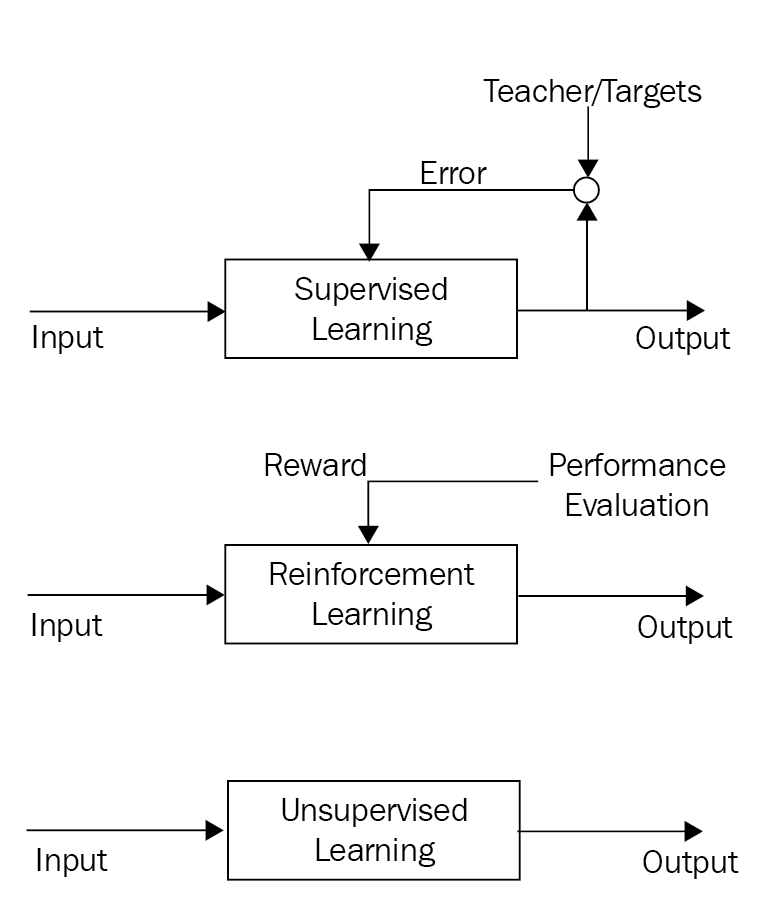 Teacher/Targets
Error
Supervised
Learning
Input
Output
Reward
Performance
Evaluation
Reinforcement
Learning
Input
Output
Unsupervised
Learning
Input
Output